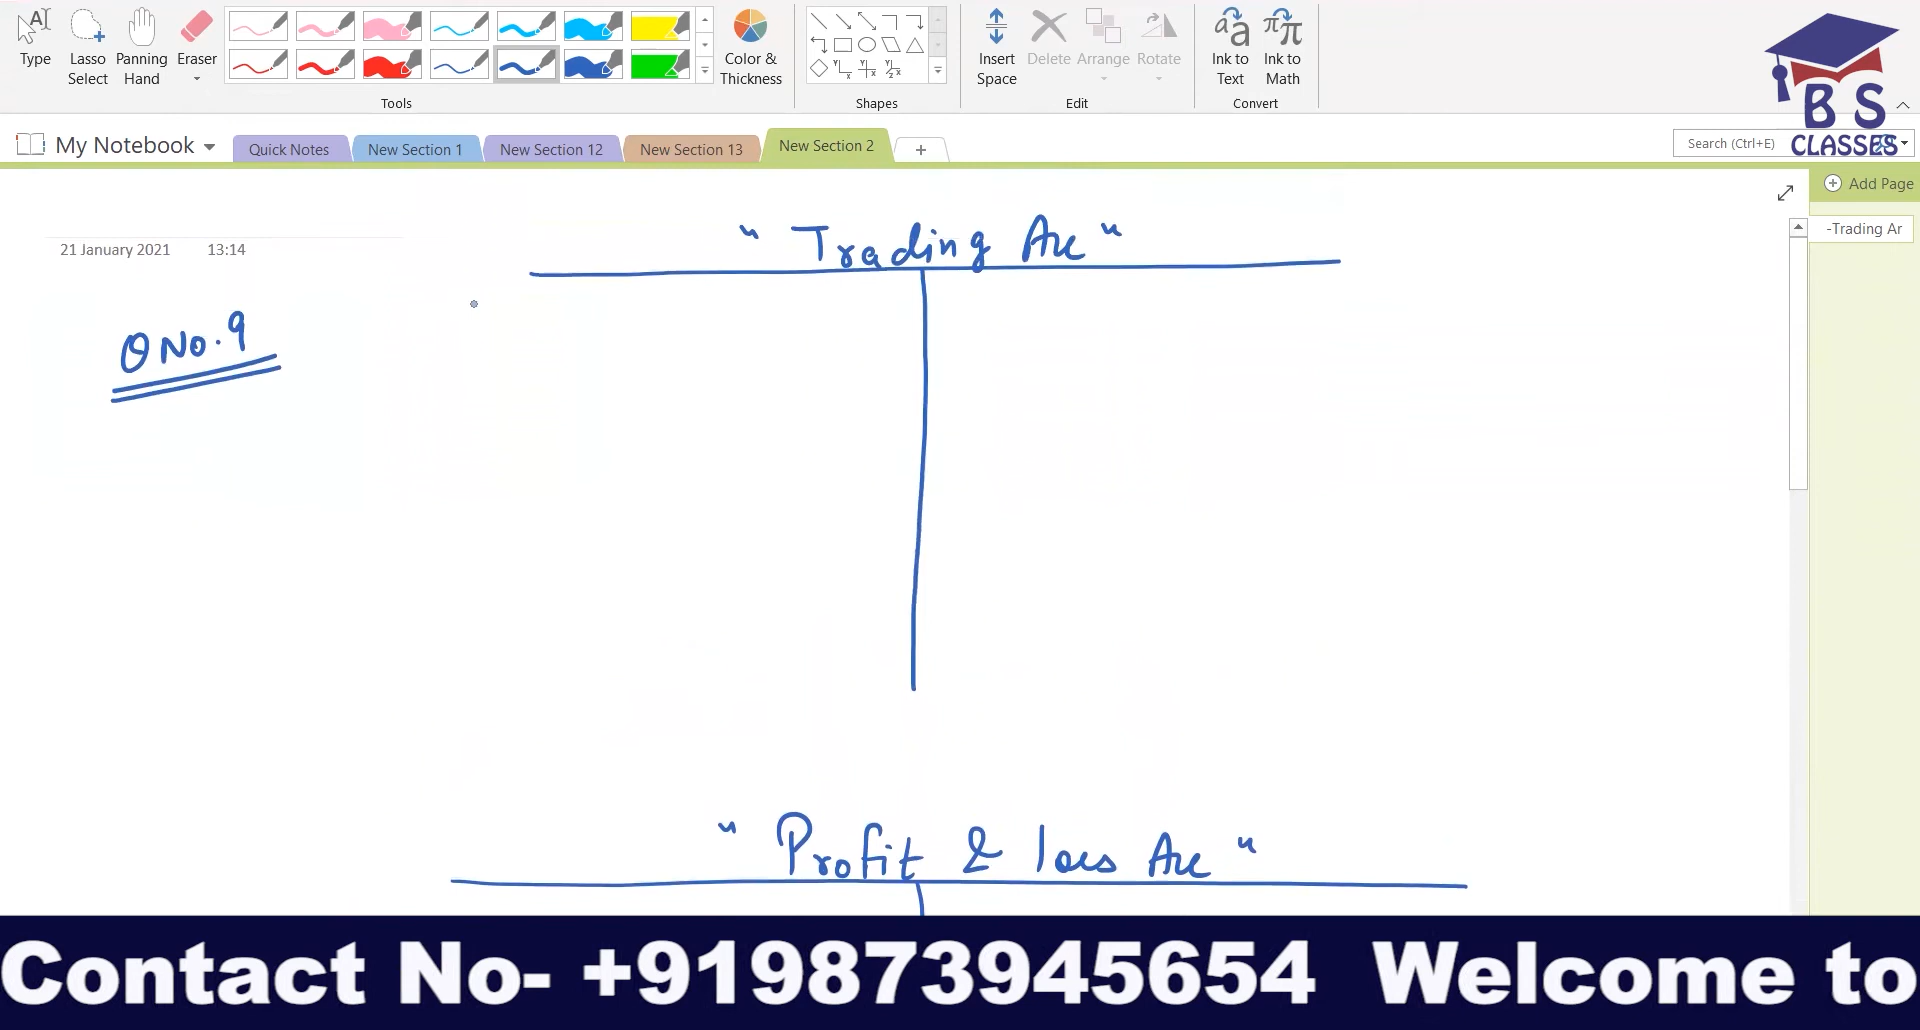 Type
Lasso Select
Panning Hand
Eraser
Color & Thickness
Insert Space
Delete
Arrange
Rotate
Ink to Text
Ink to Math
Tools
Shapes
Edit
Convert
B S
CLASSES
My Notebook
Quick Notes
New Section 1
New Section 12
New Section 13
New Section 2
Search (Ctrl+E)
Add Page
-Trading Ar
21 January 2021 13:14
" Trading A/c "
Q No. 9
" Profit & loss A/c "
Contact No- +919873945654 Welcome to